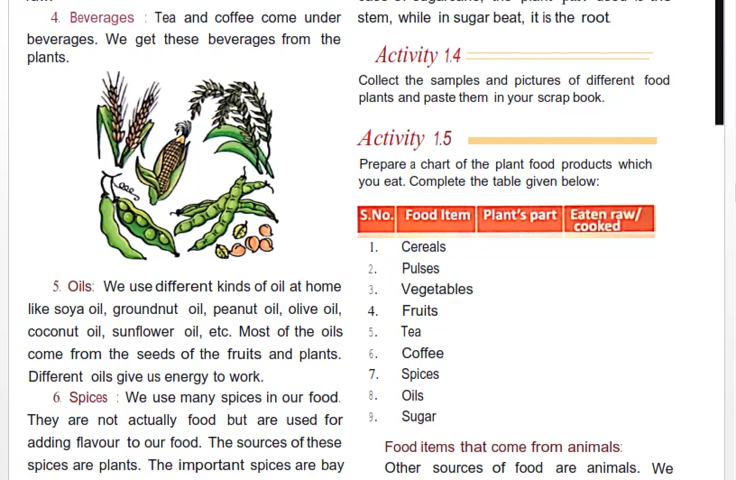 4. Beverages : Tea and coffee come under
beverages. We get these beverages from the
plants.
5. Oils: We use different kinds of oil at home
like soya oil, groundnut oil, peanut oil, olive oil,
coconut oil, sunflower oil, etc. Most of the oils
come from the seeds of the fruits and plants.
Different oils give us energy to work.
6. Spices : We use many spices in our food.
They are not actually food but are used for
adding flavour to our food. The sources of these
spices are plants. The important spices are bay
stem, while in sugar beat, it is the root.
Activity 1.4
Collect the samples and pictures of different food
plants and paste them in your scrap book.
Activity 1.5
Prepare a chart of the plant food products which
you eat. Complete the table given below:
S.No. Food Item Plant's part Eaten raw/
cooked
1. Cereals
2. Pulses
3. Vegetables
4. Fruits
5. Tea
6. Coffee
7. Spices
8. Oils
9. Sugar
Food items that come from animals:
Other sources of food are animals. We